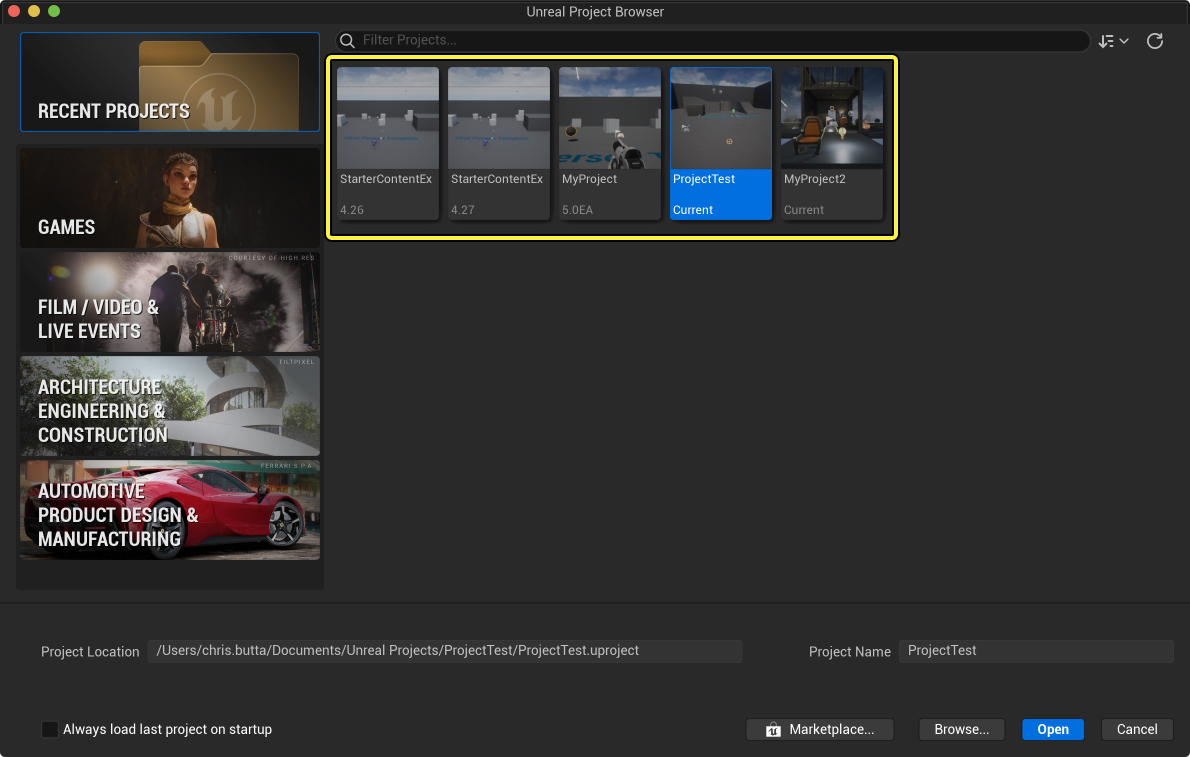 Unreal Project Browser
Filter Projects...
RECENT PROJECTS
GAMES
COURTESY OF HIGH RES
FILM / VIDEO &
LIVE EVENTS
TILTPIXEL
ARCHITECTURE
ENGINEERING &
CONSTRUCTION
FERRARI S.P.A
AUTOMOTIVE
PRODUCT DESIGN &
MANUFACTURING
StarterContentEx
4.26
StarterContentEx
4.27
MyProject
5.0EA
ProjectTest
Current
MyProject2
Current
Project Location
/Users/chris.butta/Documents/Unreal Projects/ProjectTest/ProjectTest.uproject
Project Name
ProjectTest
Always load last project on startup
Marketplace...
Browse...
Open
Cancel